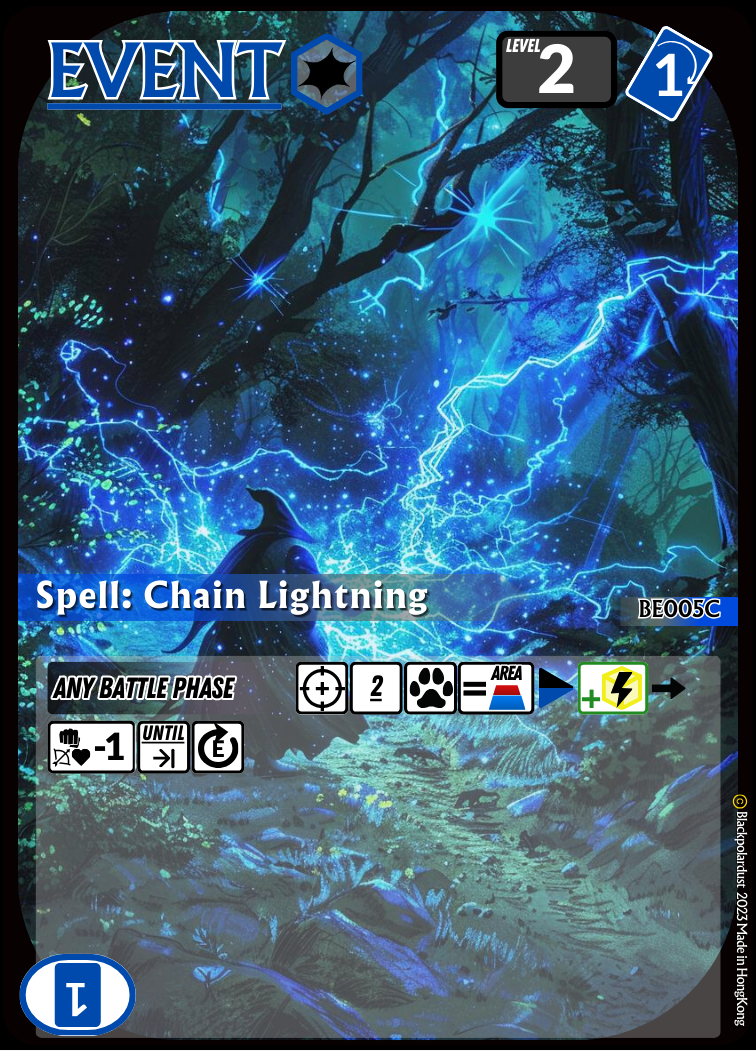 EVENT
LEVEL 2
1
Spell: Chain Lightning
BE005C
ANY BATTLE PHASE
2
= AREA
+
-1
UNTIL
E
© Blackpolardust 2023 Made in HongKong
1